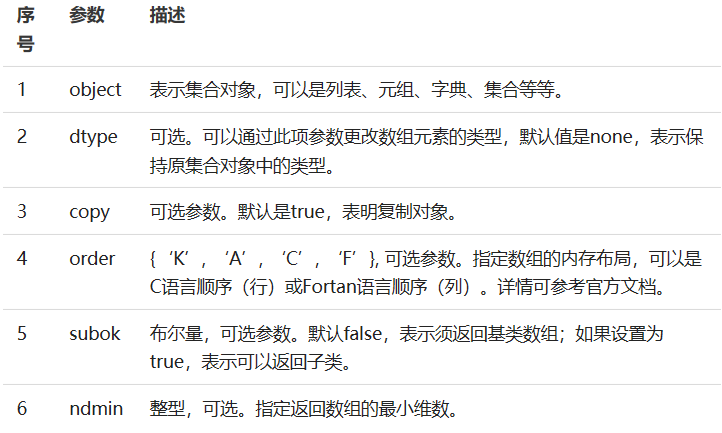 序号 参数 描述
1 object 表示集合对象，可以是列表、元组、字典、集合等等。
2 dtype 可选。可以通过此项参数更改数组元素的类型，默认值是none，表示保
持原集合对象中的类型。
3 copy 可选参数。默认是true，表明复制对象。
4 order {‘K’,‘A’,‘C’,‘F’}, 可选参数。指定数组的内存布局，可以是
C语言顺序（行）或Fortan语言顺序（列）。详情可参考官方文档。
5 subok 布尔量，可选参数。默认false，表示须返回基类数组；如果设置为
true，表示可以返回子类。
6 ndmin 整型，可选。指定返回数组的最小维数。